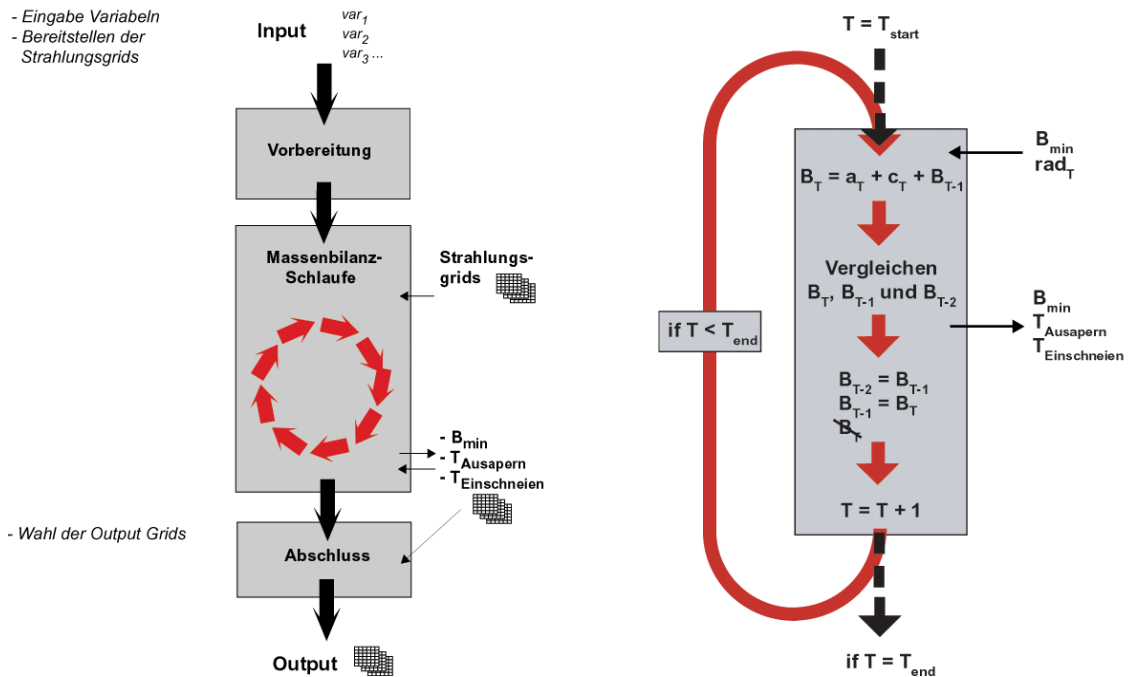 - Eingabe Variabeln
- Bereitstellen der
Strahlungsgrids
Input
var1
var2
var3 ...
Vorbereitung
Massenbilanz-
Schlaufe
Strahlungs-
grids
- Bmin
- TAusapern
- TEinschneien
- Wahl der Output Grids
Abschluss
Output
T = Tstart
Bmin
radT
BT = aT + cT + BT-1
Vergleichen
BT, BT-1 und BT-2
if T < Tend
Bmin
TAusapern
TEinschneien
BT-2 = BT-1
BT-1 = BT
BT
T = T + 1
if T = Tend